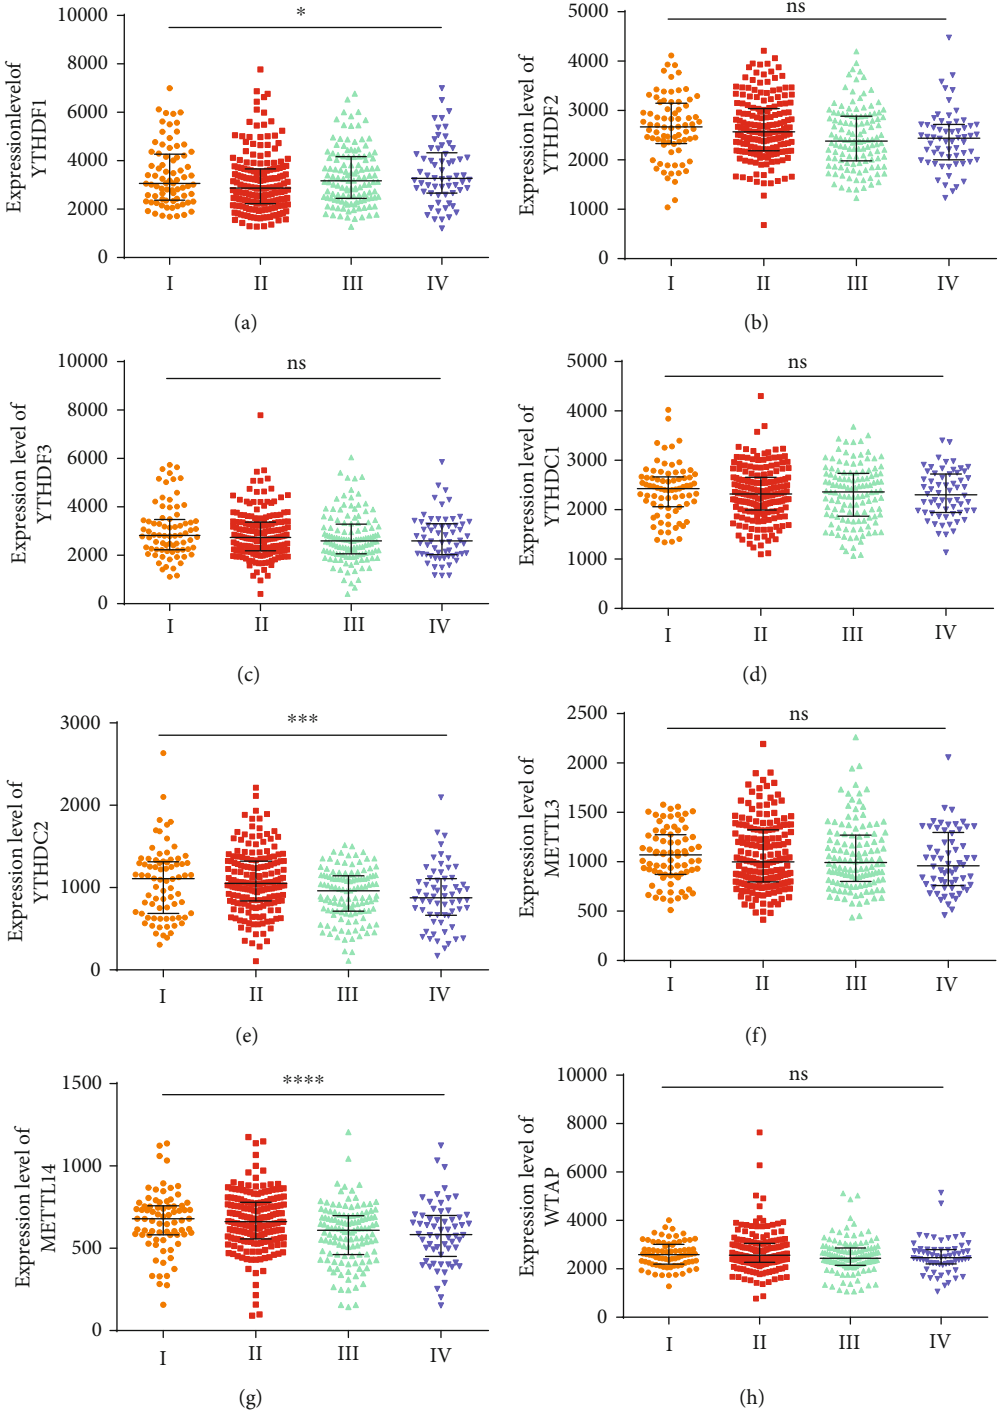 10000
8000
6000
4000
2000
0
Expressionlevelof
YTHDF1
*
I II III IV
(a)
5000
4000
3000
2000
1000
0
Expression level of
YTHDF2
ns
I II III IV
(b)
10000
8000
6000
4000
2000
0
Expression level of
YTHDF3
ns
I II III IV
(c)
5000
4000
3000
2000
1000
0
Expression level of
YTHDC1
ns
I II III IV
(d)
3000
2000
1000
0
Expression level of
YTHDC2
***
I II III IV
(e)
2500
2000
1500
1000
500
0
Expression level of
METTL3
ns
I II III IV
(f)
1500
1000
500
0
Expression level of
METTL14
****
I II III IV
(g)
10000
8000
6000
4000
2000
0
Expression level of
WTAP
ns
I II III IV
(h)